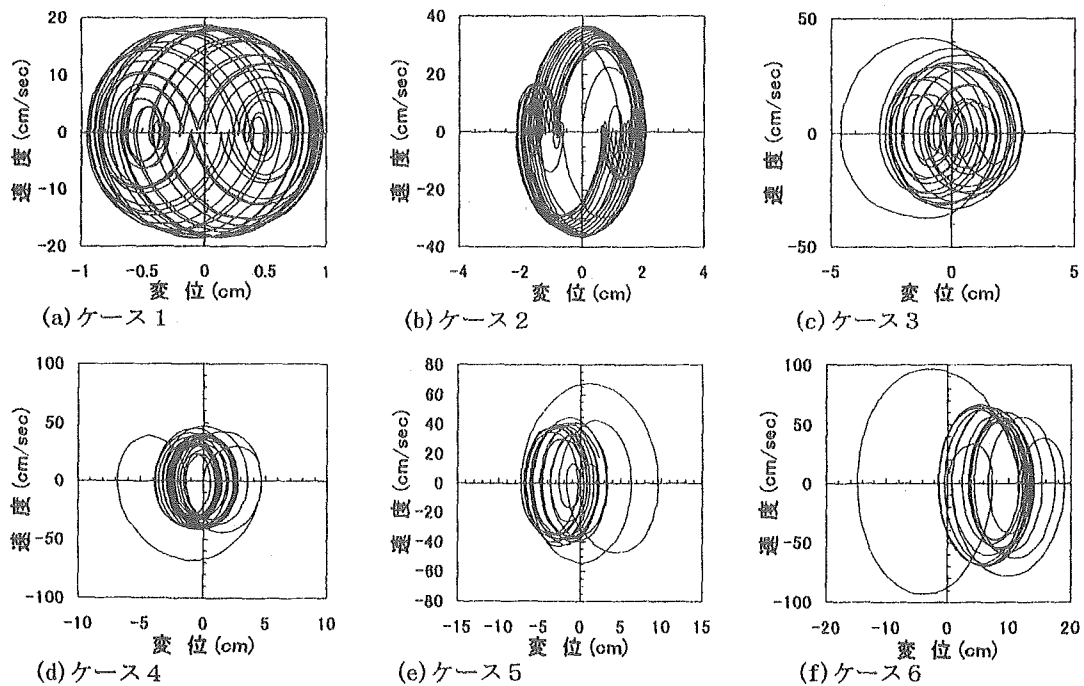 20
10
0
-10
-20
速度 (cm/sec)
-1 -0.5 0 0.5 1
変位 (cm)
(a) ケース1
40
20
0
-20
-40
速度 (cm/sec)
-4 -2 0 2 4
変位 (cm)
(b) ケース2
50
0
-50
速度 (cm/sec)
-5 0 5
変位 (cm)
(c) ケース3
100
50
0
-50
-100
速度 (cm/sec)
-10 -5 0 5 10
変位 (cm)
(d) ケース4
80
60
40
20
0
-20
-40
-60
-80
速度 (cm/sec)
-15 -10 -5 0 5 10 15
変位 (cm)
(e) ケース5
100
50
0
-50
-100
速度 (cm/sec)
-20 -10 0 10 20
変位 (cm)
(f) ケース6